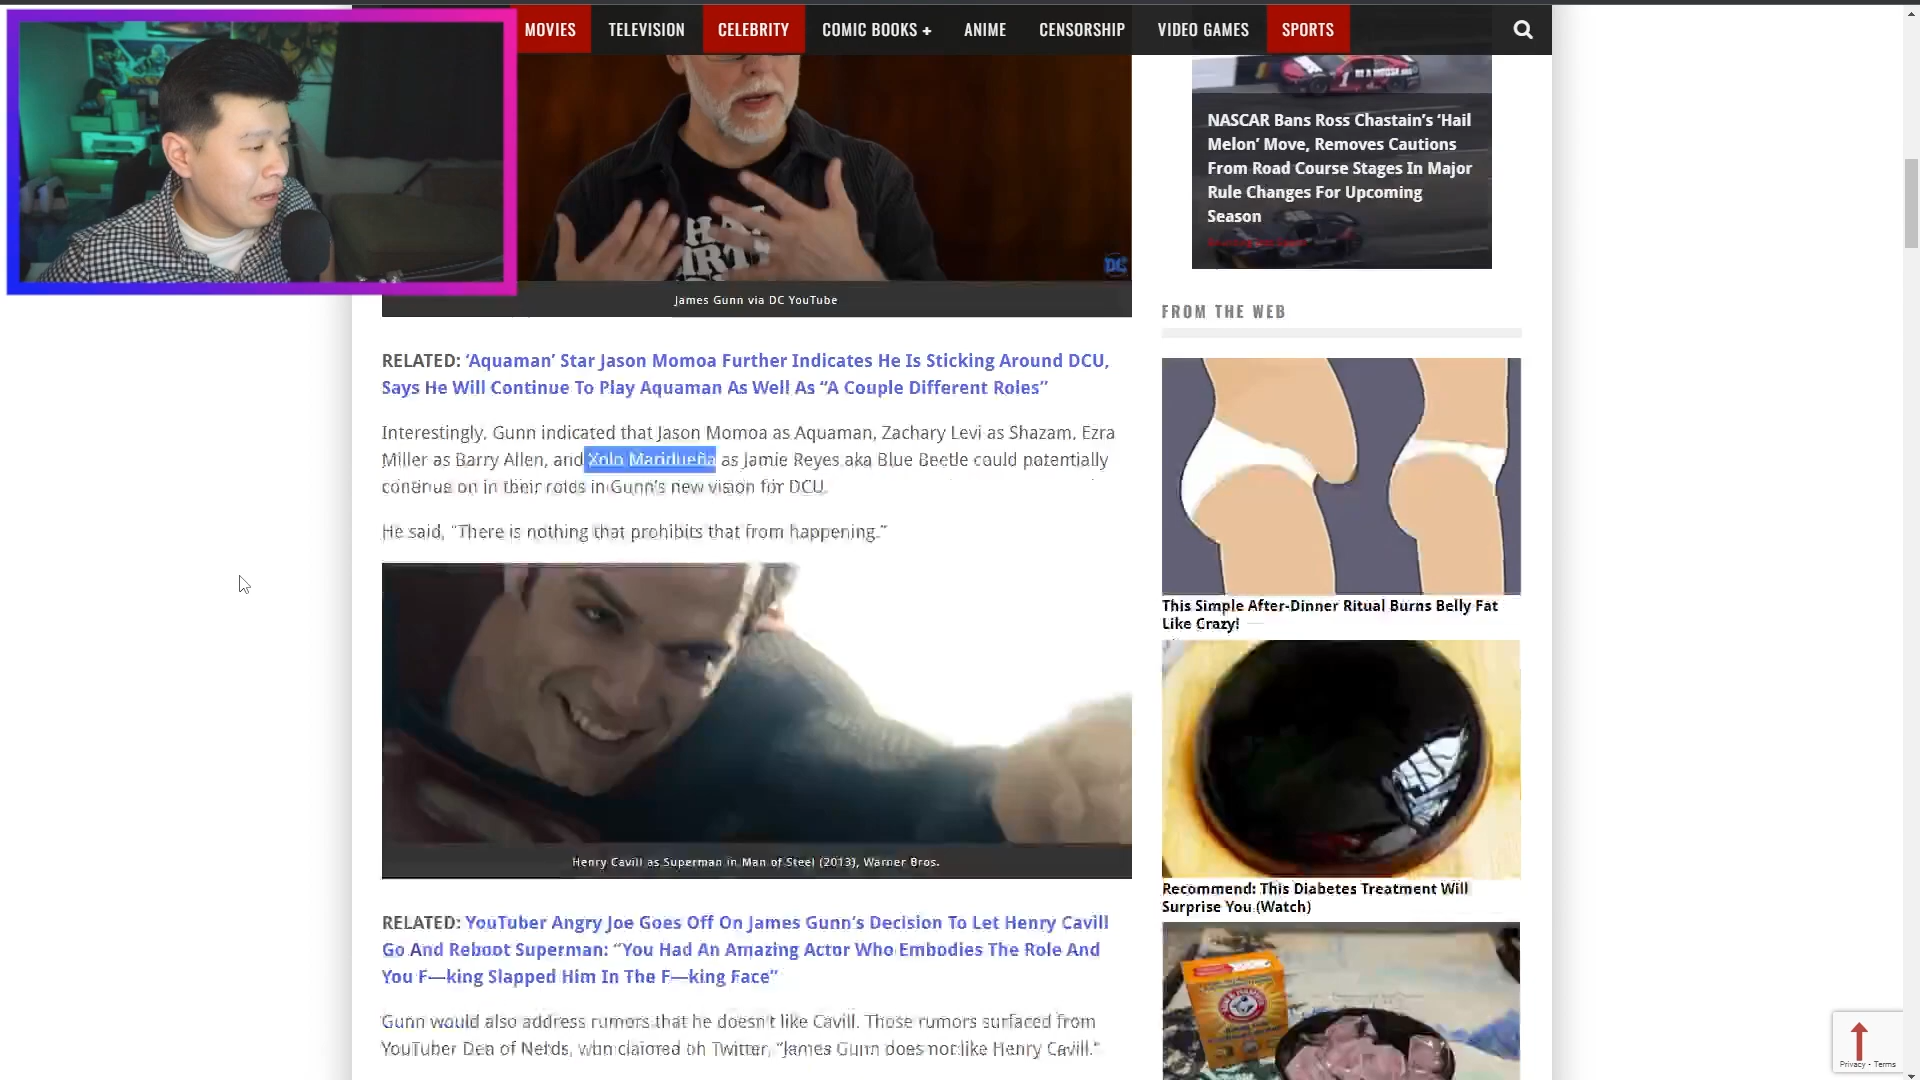 MOVIES TELEVISION CELEBRITY COMIC BOOKS + ANIME CENSORSHIP VIDEO GAMES SPORTS
DC
James Gunn via DC YouTube
RELATED: ‘Aquaman’ Star Jason Momoa Further Indicates He Is Sticking Around DCU,
Says He Will Continue To Play Aquaman As Well As “A Couple Different Roles”
Interestingly, Gunn indicated that Jason Momoa as Aquaman, Zachary Levi as Shazam, Ezra
Miller as Barry Allen, and Xolo Maridueña as Jamie Reyes aka Blue Beetle could potentially
continue on in their roles in Gunn’s new vision for DCU.
He said, “There is nothing that prohibits that from happening.”
Henry Cavill as Superman in Man of Steel (2013), Warner Bros.
RELATED: YouTuber Angry Joe Goes Off On James Gunn’s Decision To Let Henry Cavill
Go And Reboot Superman: “You Had An Amazing Actor Who Embodies The Role And
You F—king Slapped Him In The F—king Face”
Gunn would also address rumors that he doesn’t like Cavill. Those rumors surfaced from
YouTuber Den of Nerds, who claimed on Twitter, “James Gunn does not like Henry Cavill.”
NASCAR Bans Ross Chastain’s ‘Hail
Melon’ Move, Removes Cautions
From Road Course Stages In Major
Rule Changes For Upcoming
Season
FROM THE WEB
This Simple After-Dinner Ritual Burns Belly Fat
Like Crazy!
Recommend: This Diabetes Treatment Will
Surprise You (Watch)
ARM & HAMMER
Privacy - Terms